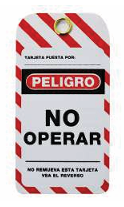 TARJETA PUESTA POR:
PELIGRO
NO
OPERAR
NO REMUEVA ESTA TARJETA
VEA EL REVERSO